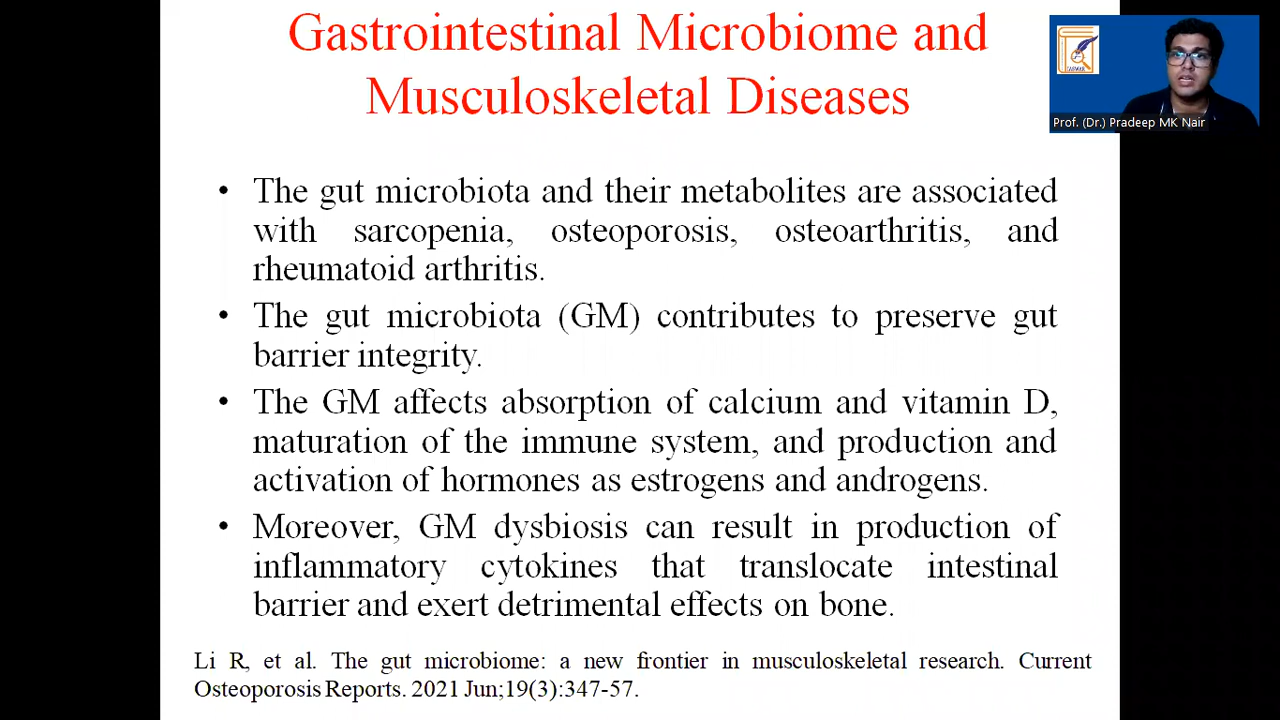 Gastrointestinal Microbiome and
Musculoskeletal Diseases
Prof. (Dr.) Pradeep MK Nair
• The gut microbiota and their metabolites are associated
with sarcopenia, osteoporosis, osteoarthritis, and
rheumatoid arthritis.
• The gut microbiota (GM) contributes to preserve gut
barrier integrity.
• The GM affects absorption of calcium and vitamin D,
maturation of the immune system, and production and
activation of hormones as estrogens and androgens.
• Moreover, GM dysbiosis can result in production of
inflammatory cytokines that translocate intestinal
barrier and exert detrimental effects on bone.
Li R, et al. The gut microbiome: a new frontier in musculoskeletal research. Current
Osteoporosis Reports. 2021 Jun;19(3):347-57.